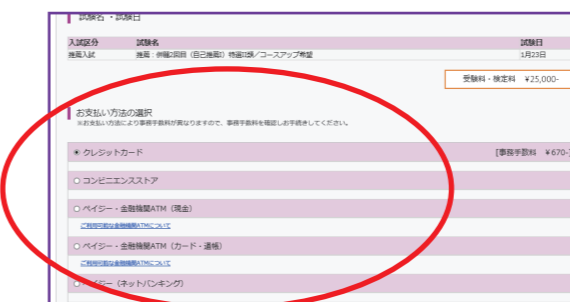 試験名・試験日
入試区分 試験名 試験日
推薦入試 推薦:併願2回目(自己推薦I) 特選II類/コースアップ希望 1月23日
受験料・検定料 ¥25,000-
お支払い方法の選択
※お支払い方法により事務手数料が異なりますので、事務手数料を確認しお手続きしてください。
クレジットカード [事務手数料 ¥670-]
コンビニエンスストア
ペイジー・金融機関ATM(現金)
ご利用可能な金融機関ATMについて
ペイジー・金融機関ATM(カード・通帳)
ご利用可能な金融機関ATMについて
ペイジー(ネットバンキング)